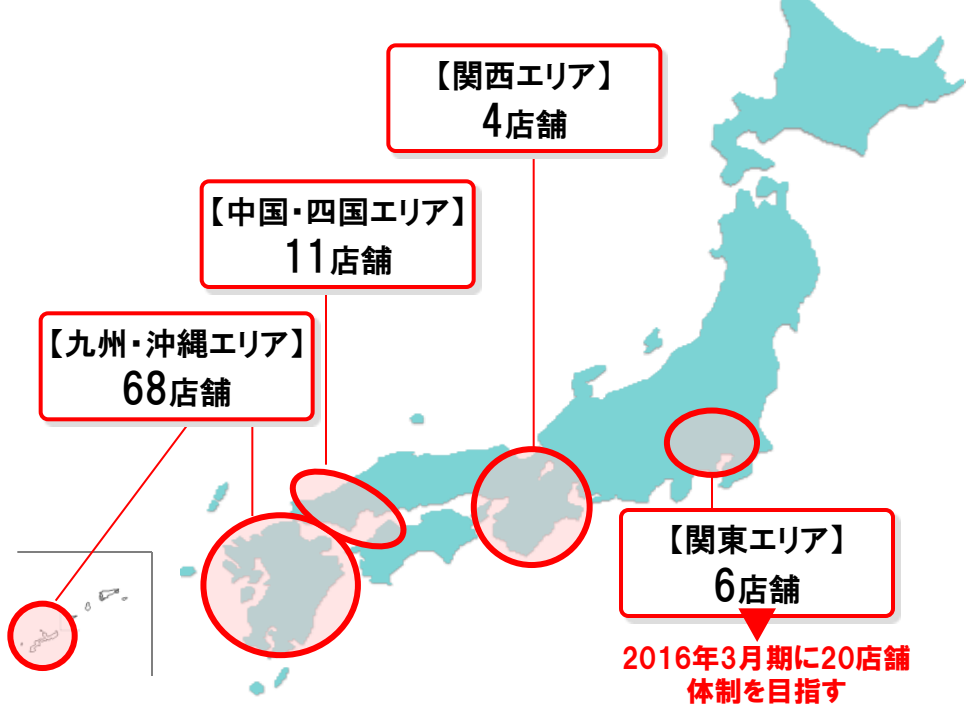 【関西エリア】
4店舗
【中国・四国エリア】
11店舗
【九州・沖縄エリア】
68店舗
【関東エリア】
6店舗
2016年3月期に20店舗
体制を目指す